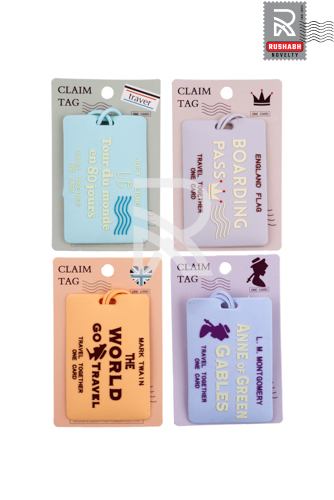 RUSHABH
NOVELTY
CLAIM
TAG
Traver
Tour du monde
en 80 jours
CLAIM
TAG
ENGLAND FLAG
BOARDING
PASS
TRAVEL TOGETHER
ONE CARD
CLAIM
TAG
MARK TWAIN
THE
WORLD
GO TRAVEL
TRAVEL TOGETHER
ONE CARD
CLAIM
TAG
L. M. MONTGOMERY
ANNE OF GREEN
GABLES
TRAVEL TOGETHER
ONE CARD